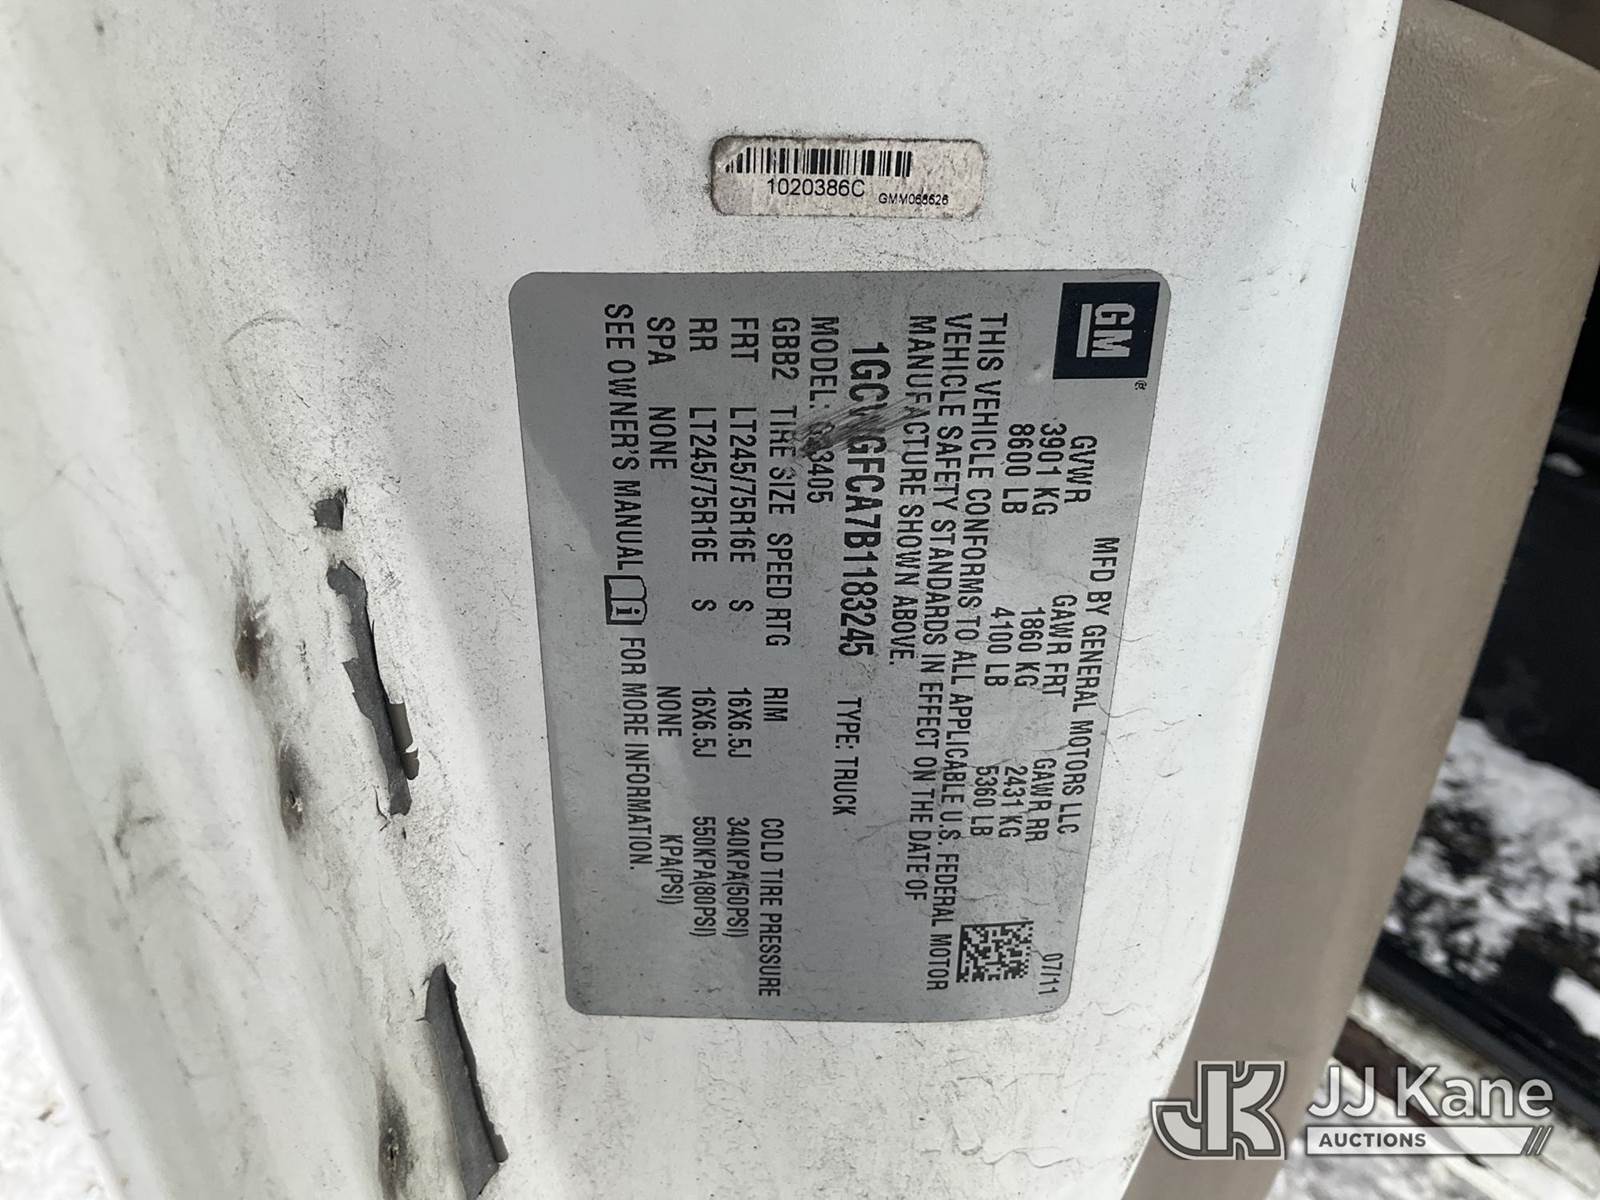 1020386C
GMM066626
GM ®
MFD BY GENERAL MOTORS LLC 07/11
GVWR GAWR FRT GAWR RR
3901 KG 1860 KG 2431 KG
8600 LB 4100 LB 5360 LB
THIS VEHICLE CONFORMS TO ALL APPLICABLE U.S. FEDERAL MOTOR
VEHICLE SAFETY STANDARDS IN EFFECT ON THE DATE OF
MANUFACTURE SHOWN ABOVE.
TYPE: TRUCK
MODEL:
GBB2 TIRE SIZE SPEED RTG RIM COLD TIRE PRESSURE
FRT LT245/75R16E S 16X6.5J 340KPA(50PSI)
RR LT245/75R16E S 16X6.5J 550KPA(80PSI)
SPA NONE NONE KPA(PSI)
SEE OWNER'S MANUAL i FOR MORE INFORMATION.
JK JJ Kane
AUCTIONS